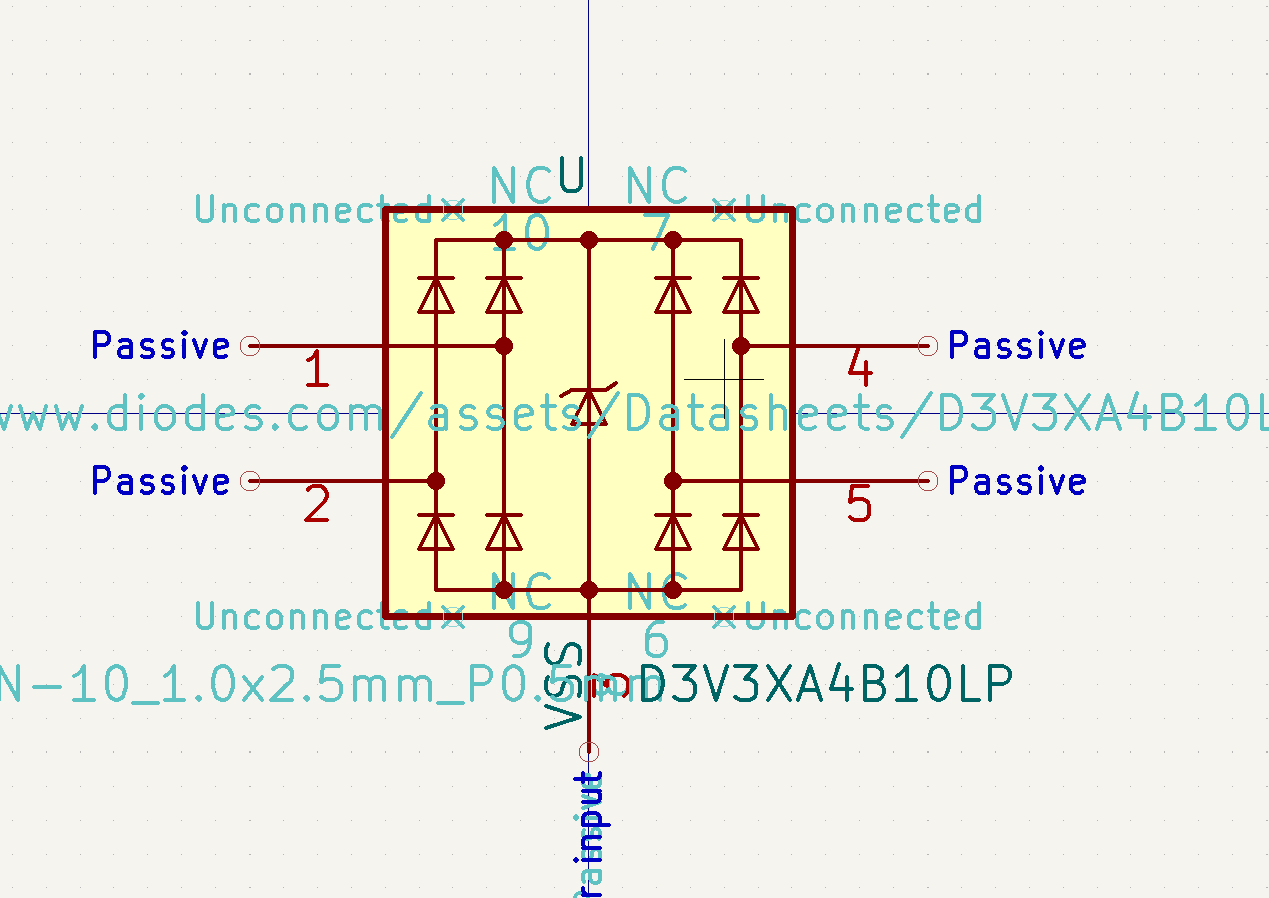 NC U NC
Unconnected Unconnected
10 7
Passive Passive
1 4
www.diodes.com/assets/Datasheets/D3V3XA4B10L
Passive Passive
2 5
NC NC
Unconnected Unconnected
9 6
VSS
N-10_1.0x2.5mm_P0.5mm 3 D3V3XA4B10LP
input